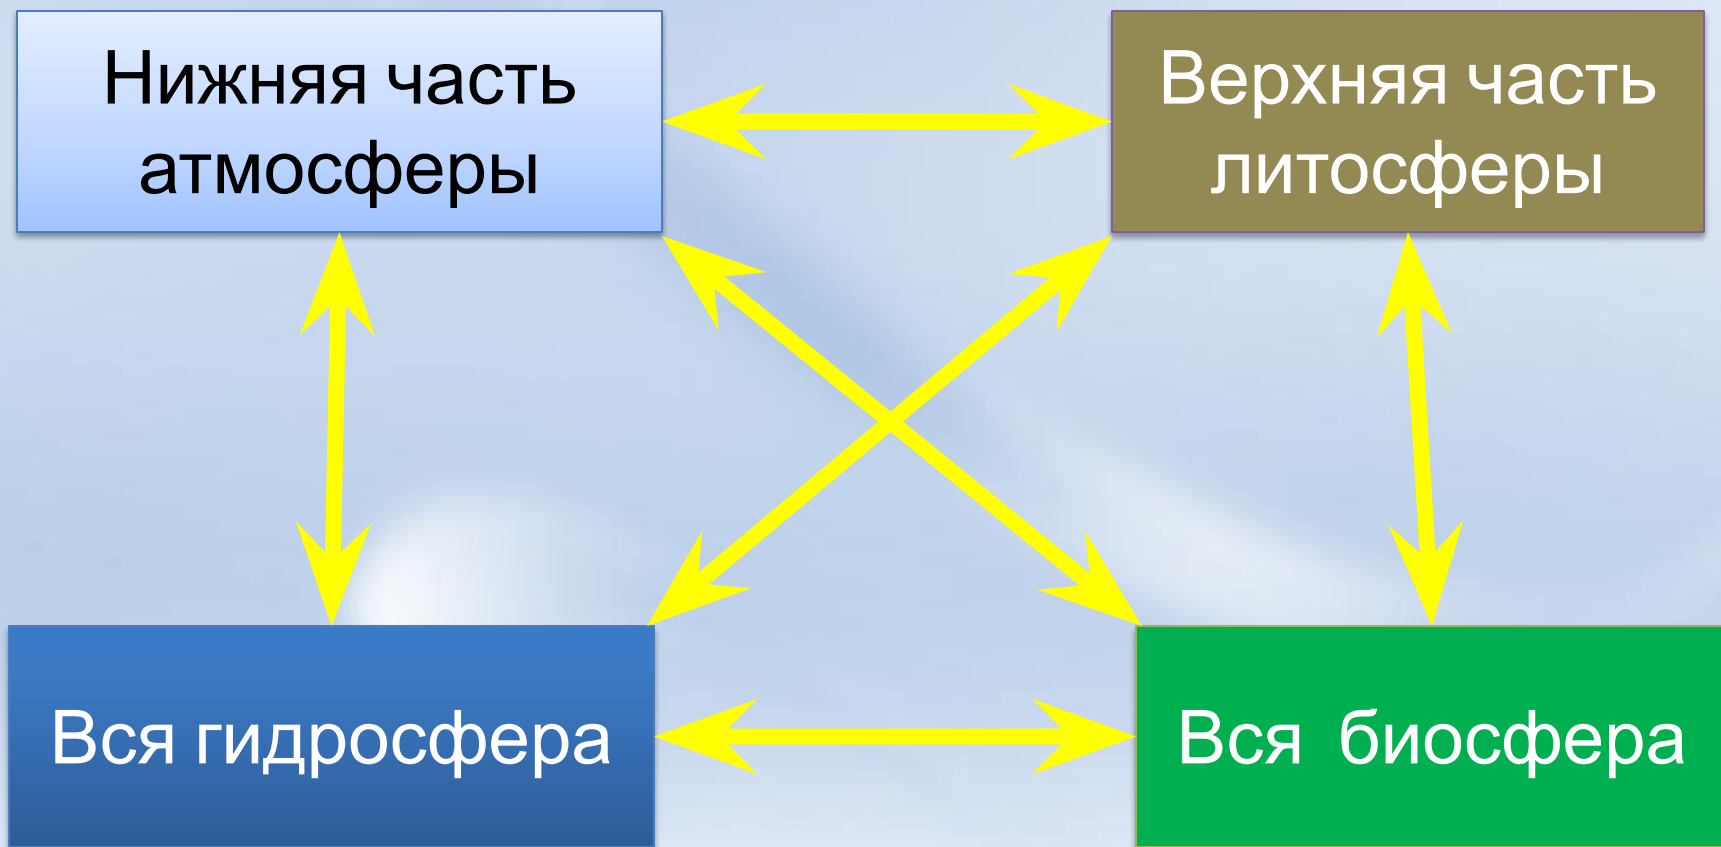 Нижняя часть
атмосферы
Верхняя часть
литосферы
Вся гидросфера
Вся биосфера